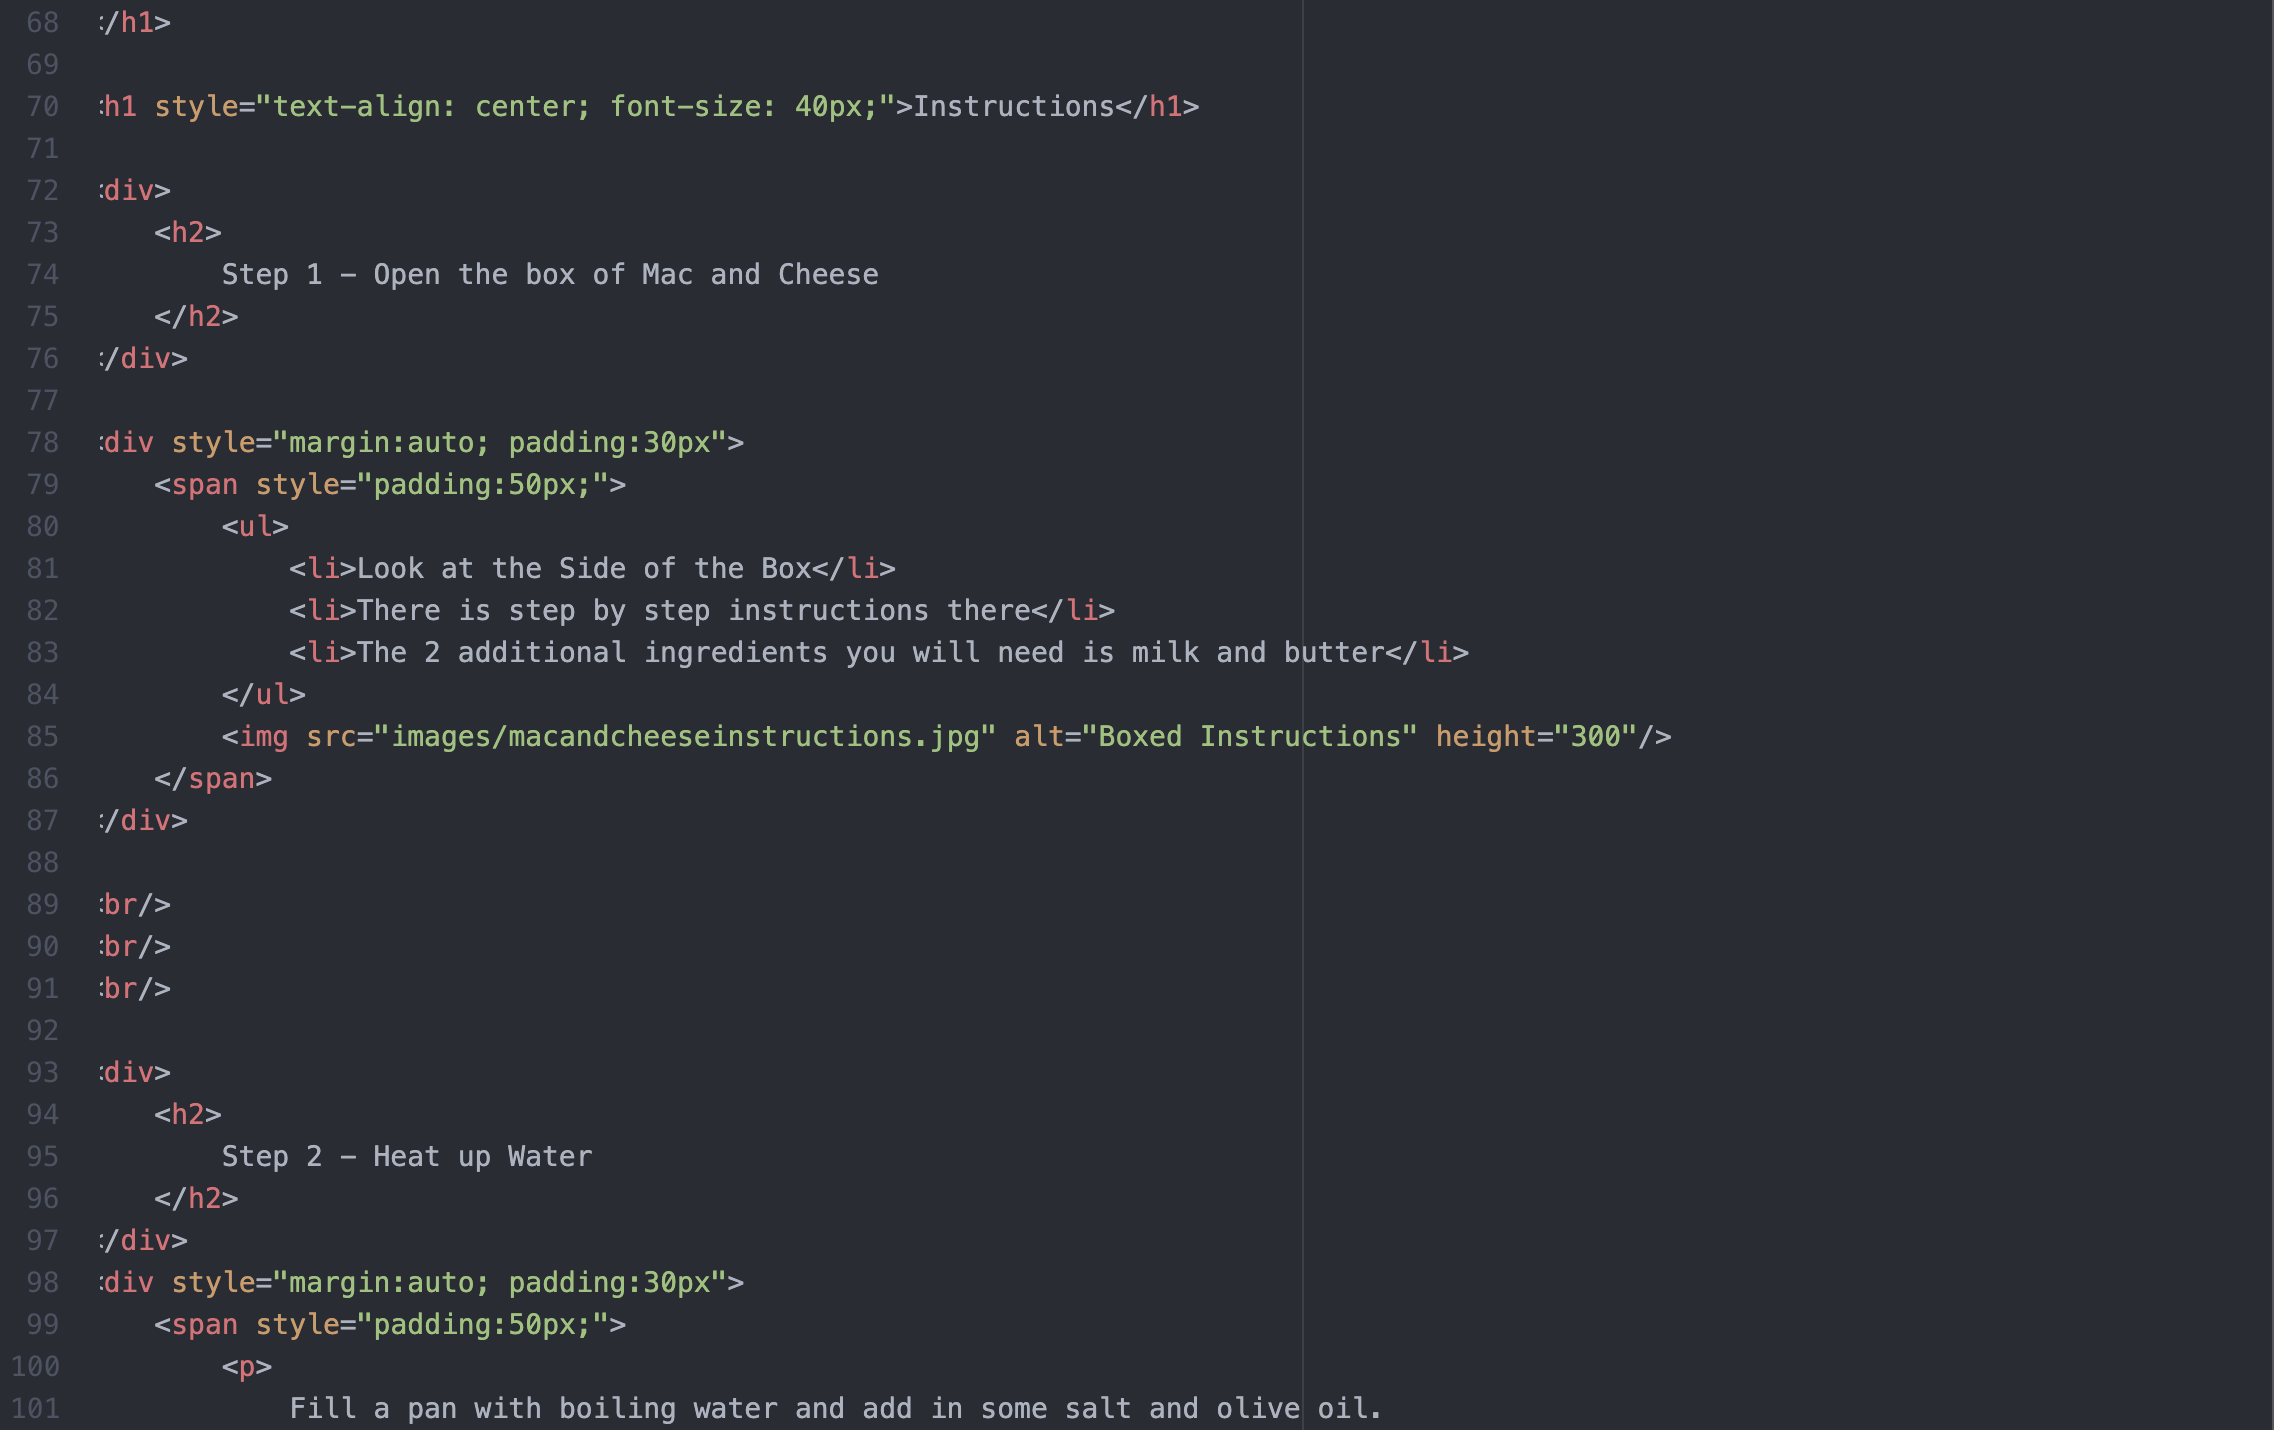 68 </h1>
69
70 <h1 style="text-align: center; font-size: 40px;">Instructions</h1>
71
72 <div>
73     <h2>
74         Step 1 - Open the box of Mac and Cheese
75     </h2>
76 </div>
77
78 <div style="margin:auto; padding:30px">
79     <span style="padding:50px;">
80         <ul>
81             <li>Look at the Side of the Box</li>
82             <li>There is step by step instructions there</li>
83             <li>The 2 additional ingredients you will need is milk and butter</li>
84         </ul>
85         <img src="images/macandcheeseinstructions.jpg" alt="Boxed Instructions" height="300"/>
86     </span>
87 </div>
88
89 <br/>
90 <br/>
91 <br/>
92
93 <div>
94     <h2>
95         Step 2 - Heat up Water
96     </h2>
97 </div>
98 <div style="margin:auto; padding:30px">
99     <span style="padding:50px;">
100         <p>
101             Fill a pan with boiling water and add in some salt and olive oil.